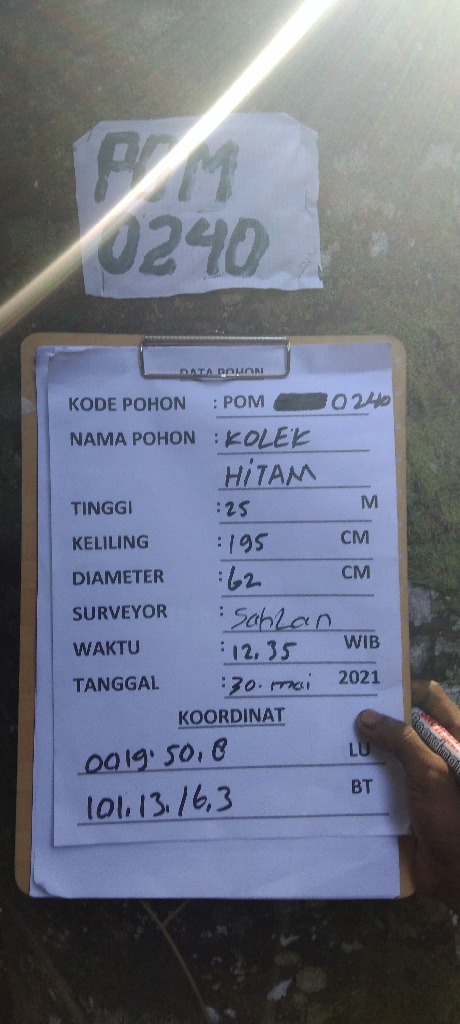 POM
0240
DATA POHON
KODE POHON : POM 0240
NAMA POHON : KOLEK
HITAM
TINGGI : 25 M
KELILING : 195 CM
DIAMETER : 62 CM
SURVEYOR : Sahlan
WAKTU : 12.35 WIB
TANGGAL : 30. mai 2021
KOORDINAT
0019. 50,8 LU
101.13.16.3 BT